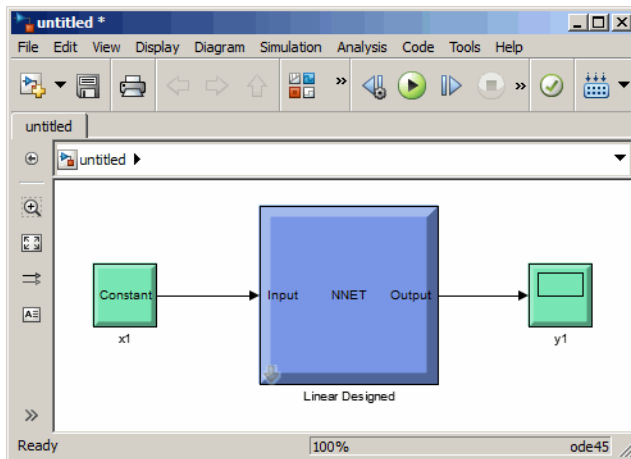 untitled *
File Edit View Display Diagram Simulation Analysis Code Tools Help
» »
untitled
untitled
Constant
Input NNET Output
x1
y1
Linear Designed
»
Ready 100% ode45